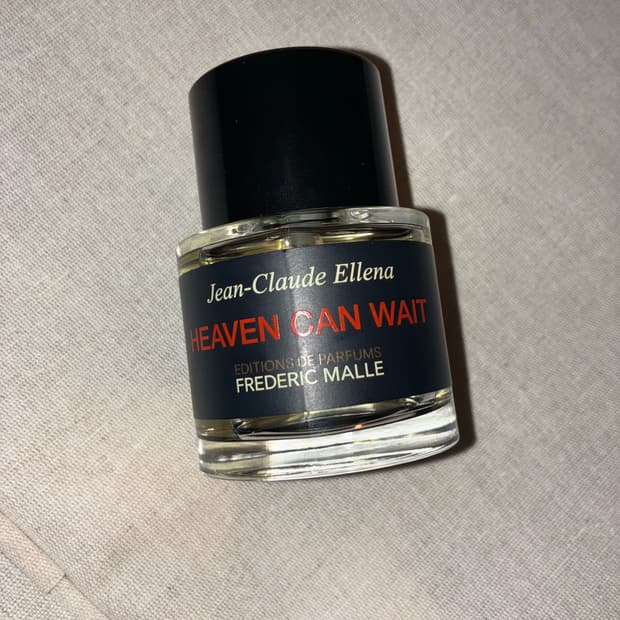 Jean-Claude Ellena
HEAVEN CAN WAIT
EDITIONS DE PARFUMS
FREDERIC MALLE